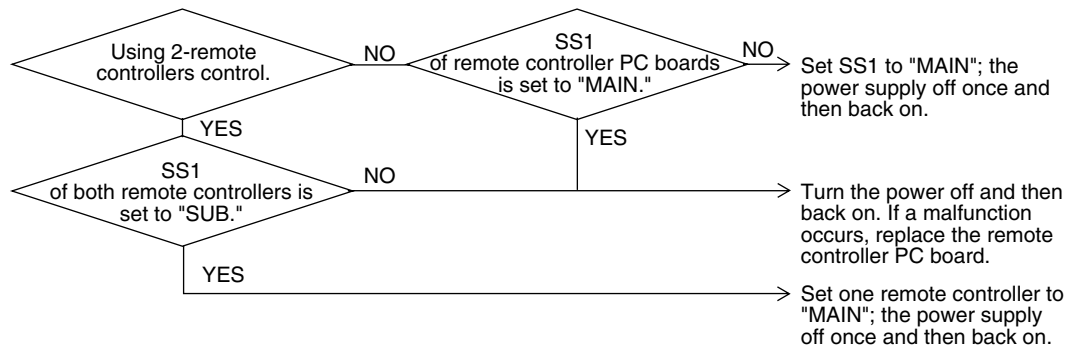 Using 2-remote
controllers control.
NO
SS1
of remote controller PC boards
is set to "MAIN."
NO
Set SS1 to "MAIN"; the
power supply off once and
then back on.
YES
YES
SS1
of both remote controllers is
set to "SUB."
NO
Turn the power off and then
back on. If a malfunction
occurs, replace the remote
controller PC board.
YES
Set one remote controller to
"MAIN"; the power supply
off once and then back on.